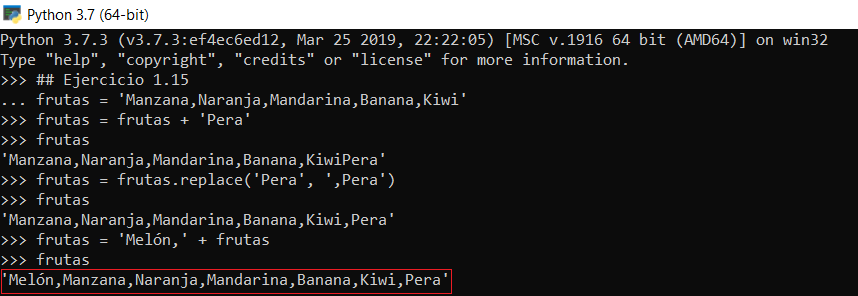 Python 3.7 (64-bit)
Python 3.7.3 (v3.7.3:ef4ec6ed12, Mar 25 2019, 22:22:05) [MSC v.1916 64 bit (AMD64)] on win32
Type "help", "copyright", "credits" or "license" for more information.
>>> ## Ejercicio 1.15
... frutas = 'Manzana,Naranja,Mandarina,Banana,Kiwi'
>>> frutas = frutas + 'Pera'
>>> frutas
'Manzana,Naranja,Mandarina,Banana,KiwiPera'
>>> frutas = frutas.replace('Pera', ',Pera')
>>> frutas
'Manzana,Naranja,Mandarina,Banana,Kiwi,Pera'
>>> frutas = 'Melón,' + frutas
>>> frutas
'Melón,Manzana,Naranja,Mandarina,Banana,Kiwi,Pera'